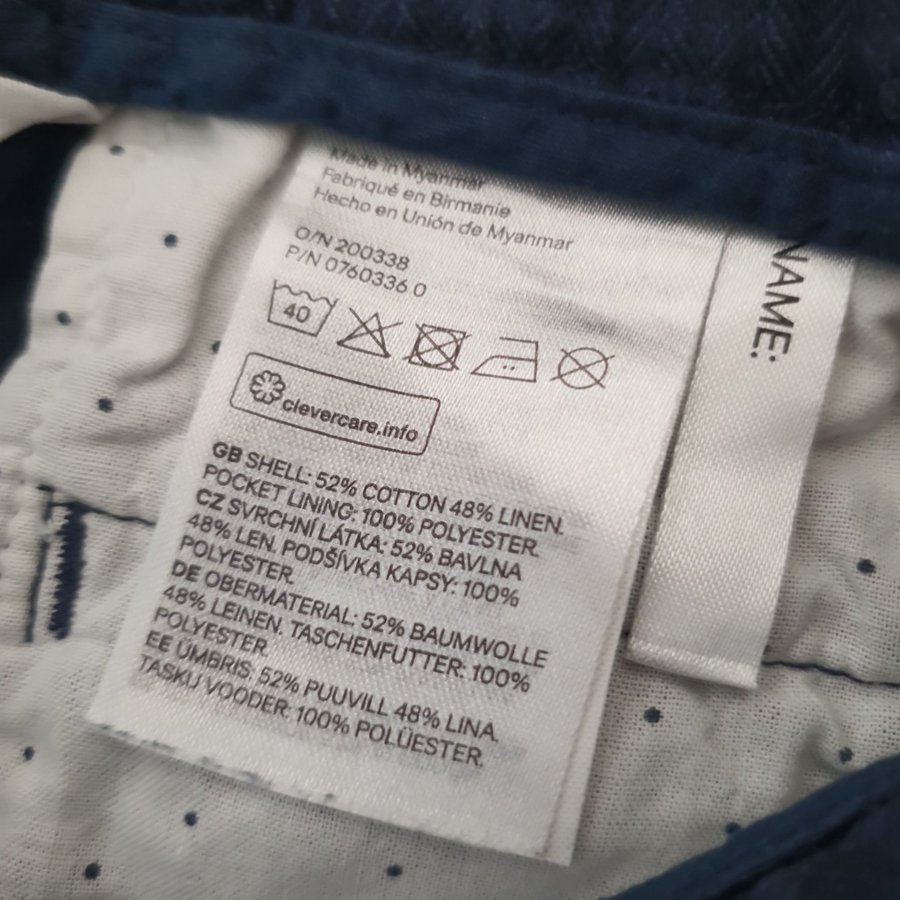 Made in Myanmar
Fabriqué en Birmanie
Hecho en Unión de Myanmar
O/N 200338
P/N 0760336 0
40
clevercare.info
GB SHELL: 52% COTTON 48% LINEN.
POCKET LINING: 100% POLYESTER.
CZ SVRCHNÍ LÁTKA: 52% BAVLNA
48% LEN. PODŠÍVKA KAPSY: 100%
POLYESTER.
DE OBERMATERIAL: 52% BAUMWOLLE
48% LEINEN. TASCHENFUTTER: 100%
POLYESTER.
EE ÜMBRIS: 52% PUUVILL 48% LINA.
TASKU VOODER: 100% POLÜESTER.
NAME: